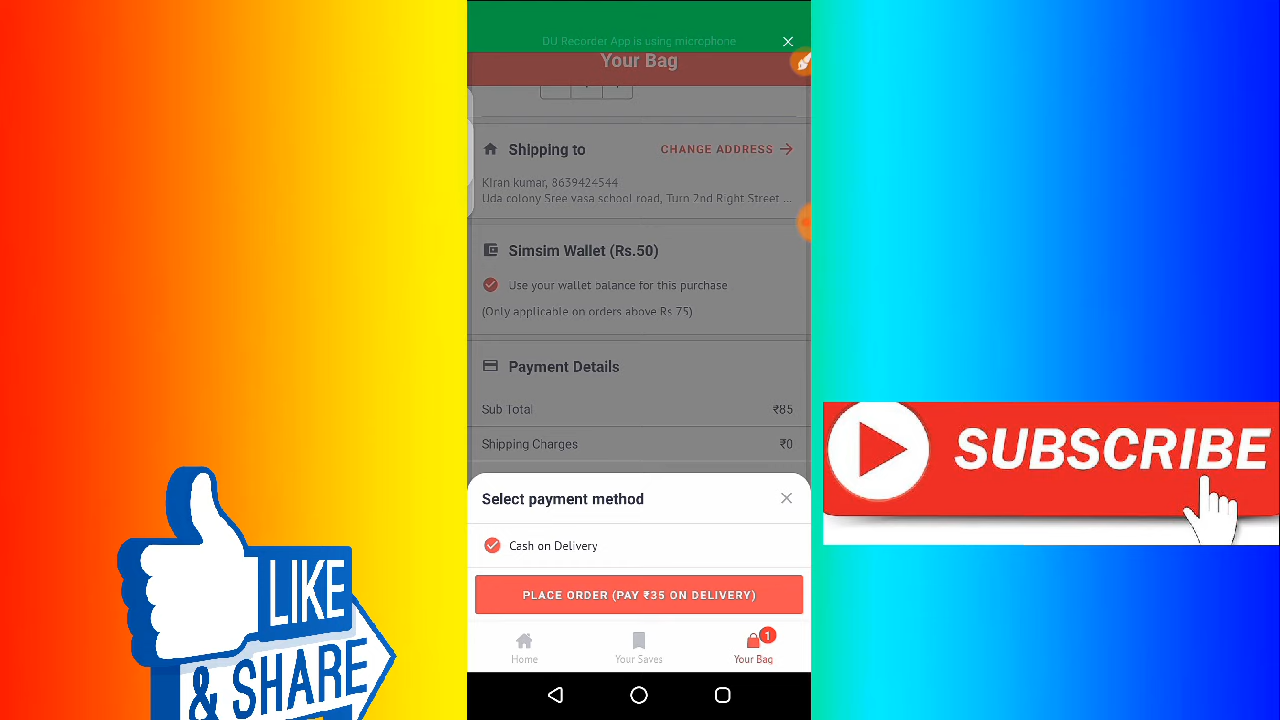 DU Recorder App is using microphone
Your Bag
Shipping to
CHANGE ADDRESS
Kiran kumar, 8639424544
Uda colony Sree vasa school road, Turn 2nd Right Street ...
Simsim Wallet (Rs.50)
Use your wallet balance for this purchase
(Only applicable on orders above Rs 75)
Payment Details
Sub Total ₹85
Shipping Charges ₹0
Select payment method
Cash on Delivery
PLACE ORDER (PAY ₹35 ON DELIVERY)
1
Home
Your Saves
Your Bag
LIKE
& SHARE
SUBSCRIBE